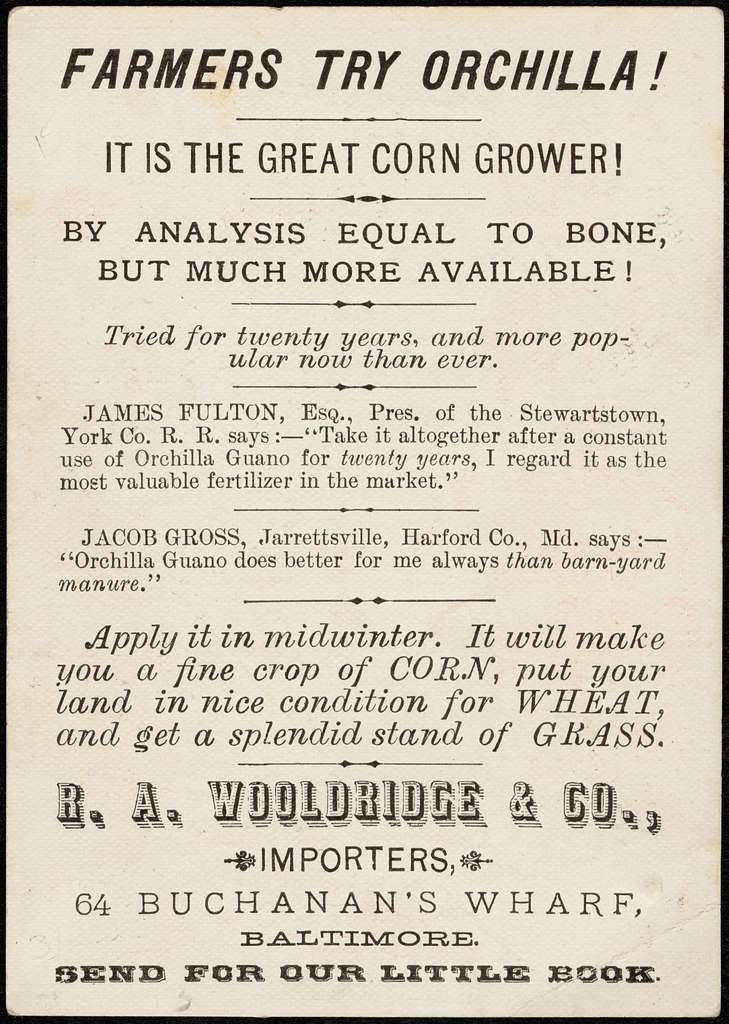 FARMERS TRY ORCHILLA!
IT IS THE GREAT CORN GROWER!
BY ANALYSIS EQUAL TO BONE,
BUT MUCH MORE AVAILABLE!
Tried for twenty years, and more pop-
ular now than ever.
JAMES FULTON, Esq., Pres. of the Stewartstown,
York Co. R. R. says:—"Take it altogether after a constant
use of Orchilla Guano for twenty years, I regard it as the
most valuable fertilizer in the market."
JACOB GROSS, Jarrettsville, Harford Co., Md. says:—
"Orchilla Guano does better for me always than barn-yard
manure."
Apply it in midwinter. It will make
you a fine crop of CORN, put your
land in nice condition for WHEAT,
and get a splendid stand of GRASS.
R. A. WOOLDRIDGE & CO.,
IMPORTERS,
64 BUCHANAN'S WHARF,
BALTIMORE.
SEND FOR OUR LITTLE BOOK.